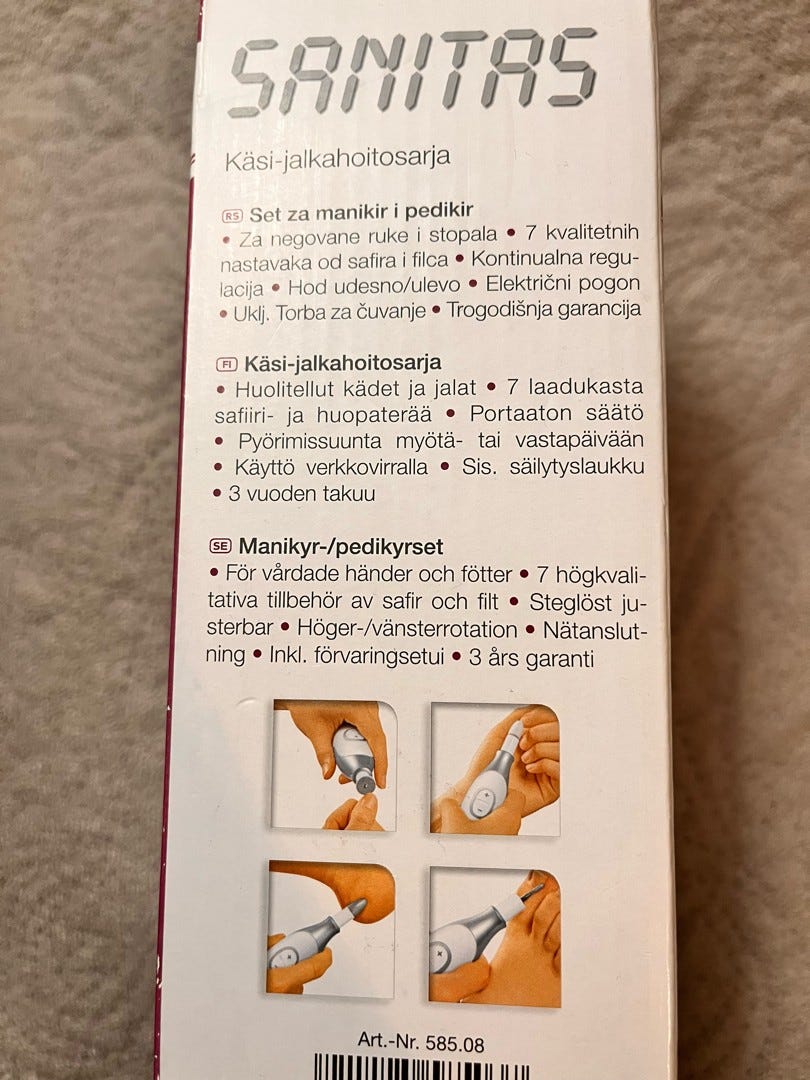 SANITAS
Käsi-jalkahoitosarja
RS Set za manikir i pedikir
• Za negovane ruke i stopala • 7 kvalitetnih
nastavaka od safira i filca • Kontinualna regu-
lacija • Hod udesno/ulevo • Električni pogon
• Uklj. Torba za čuvanje • Trogodišnja garancija
FI Käsi-jalkahoitosarja
• Huolitellut kädet ja jalat • 7 laadukasta
safiiri- ja huopaterää • Portaaton säätö
• Pyörimissuunta myötä- tai vastapäivään
• Käyttö verkkovirralla • Sis. säilytyslaukku
• 3 vuoden takuu
SE Manikyr-/pedikyrset
• För vårdade händer och fötter • 7 högkvali-
tativa tillbehör av safir och filt • Steglöst ju-
sterbar • Höger-/vänsterrotation • Nätanslut-
ning • Inkl. förvaringsetui • 3 års garanti
Art.-Nr. 585.08